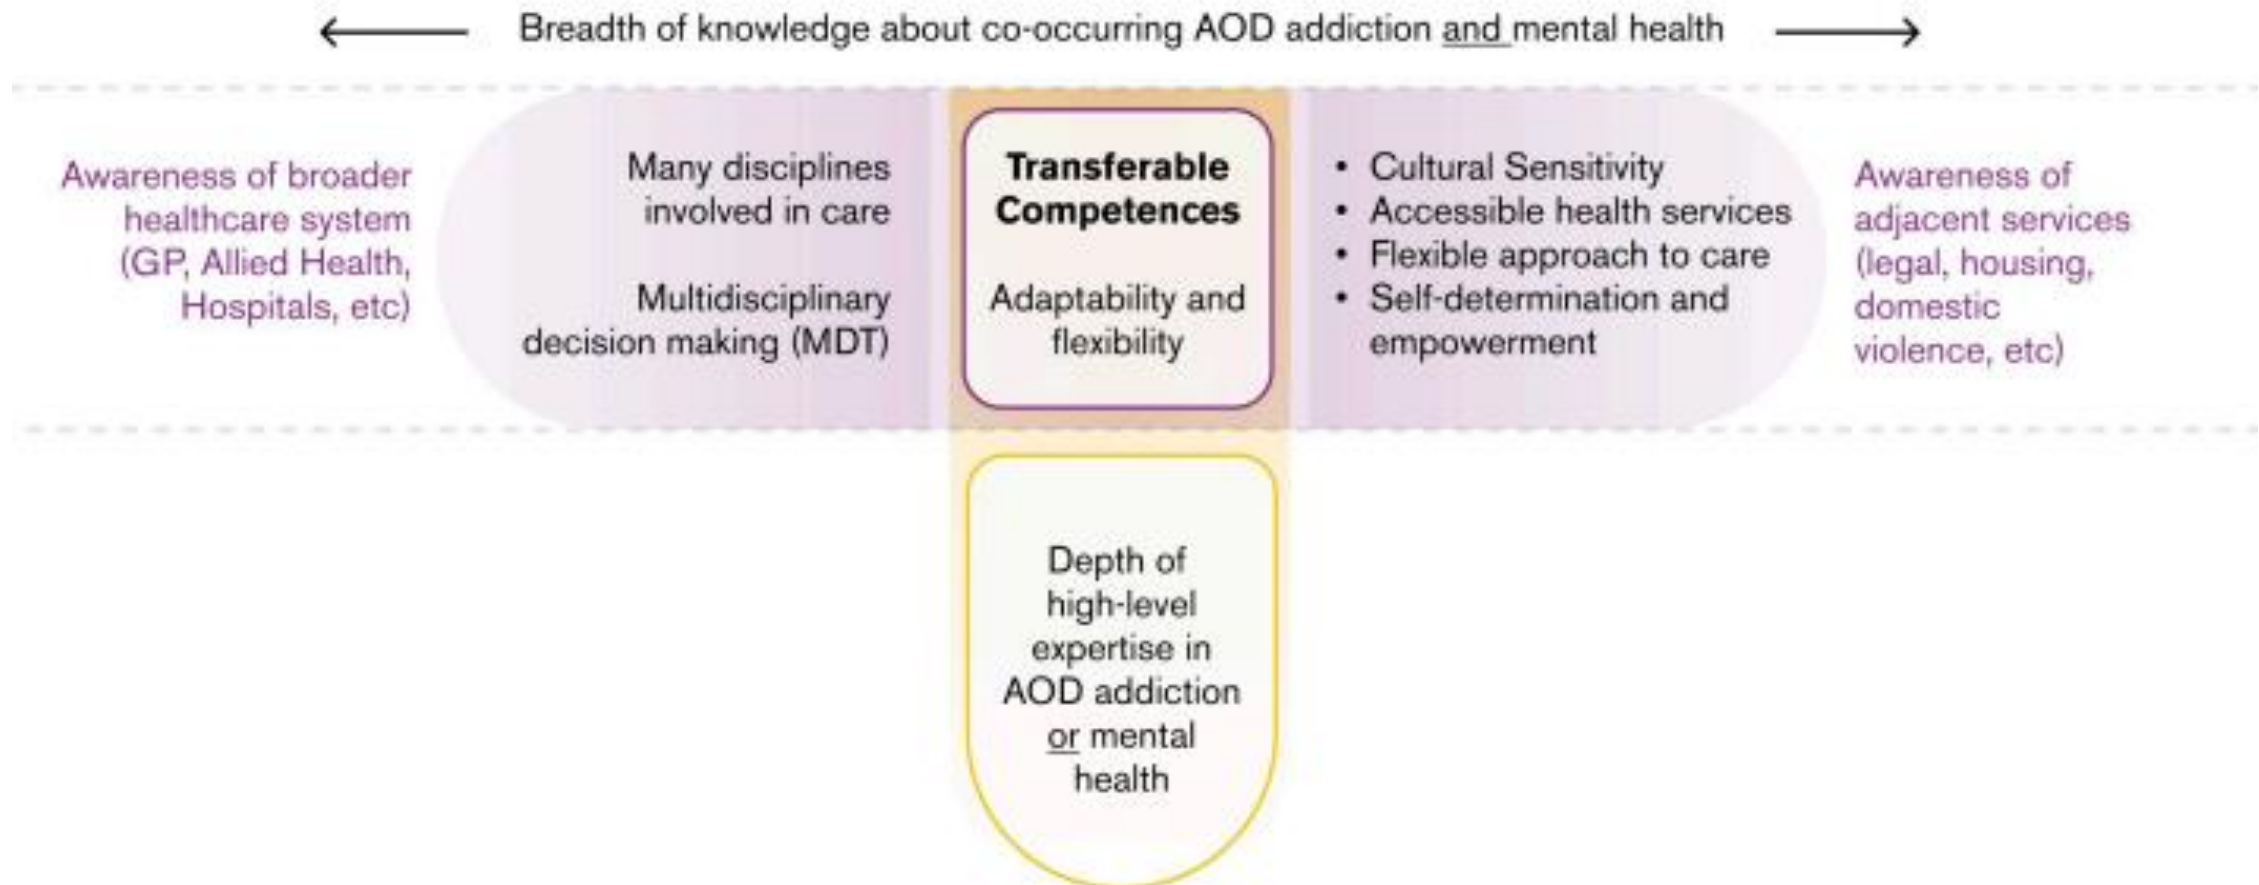 Breadth of knowledge about co-occurring AOD addiction and mental health
Awareness of broader
healthcare system
(GP, Allied Health,
Hospitals, etc)
Many disciplines
involved in care
Multidisciplinary
decision making (MDT)
Transferable
Competences
Adaptability and
flexibility
• Cultural Sensitivity
• Accessible health services
• Flexible approach to care
• Self-determination and
empowerment
Awareness of
adjacent services
(legal, housing,
domestic
violence, etc)
Depth of
high-level
expertise in
AOD addiction
or mental
health